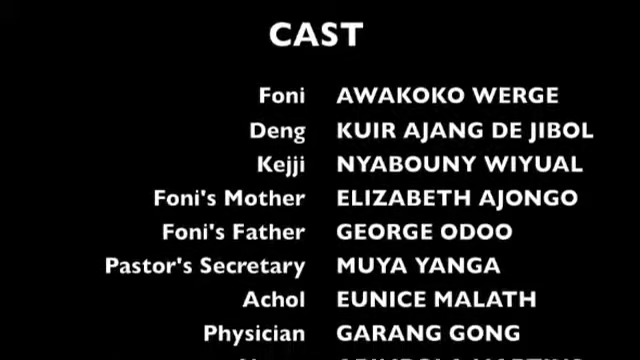 CAST
Foni AWAKOKO WERGE
Deng KUIR AJANG DE JIBOL
Kejji NYABOUNY WIYUAL
Foni's Mother ELIZABETH AJONGO
Foni's Father GEORGE ODOO
Pastor's Secretary MUYA YANGA
Achol EUNICE MALATH
Physician GARANG GONG